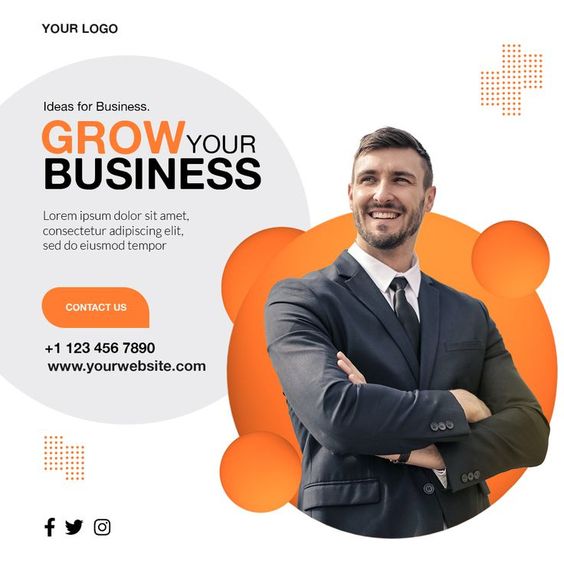 YOUR LOGO
Ideas for Business.
GROW YOUR
BUSINESS
Lorem ipsum dolor sit amet,
consectetur adipiscing elit,
sed do eiusmod tempor
CONTACT US
+1 123 456 7890
www.yourwebsite.com